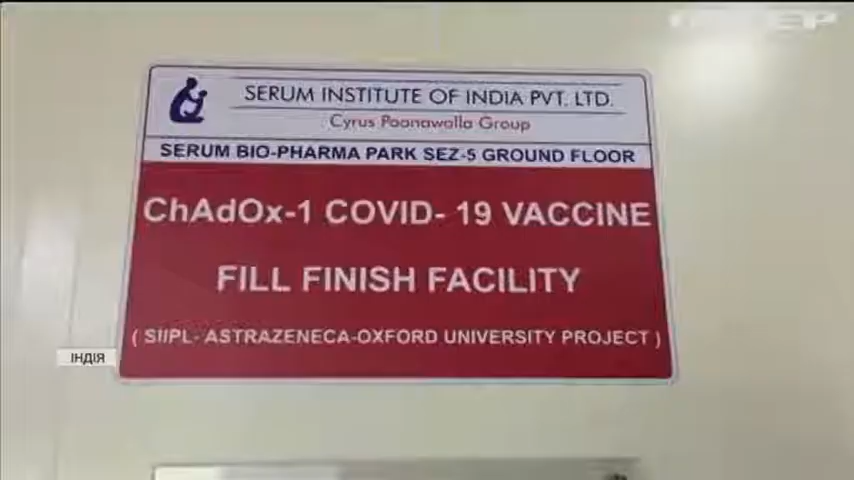 SERUM INSTITUTE OF INDIA PVT. LTD.
Cyrus Poonawalla Group
SERUM BIO-PHARMA PARK SEZ-5 GROUND FLOOR
ChAdOx-1 COVID- 19 VACCINE
FILL FINISH FACILITY
( SIIPL- ASTRAZENECA-OXFORD UNIVERSITY PROJECT )
ІНДІЯ